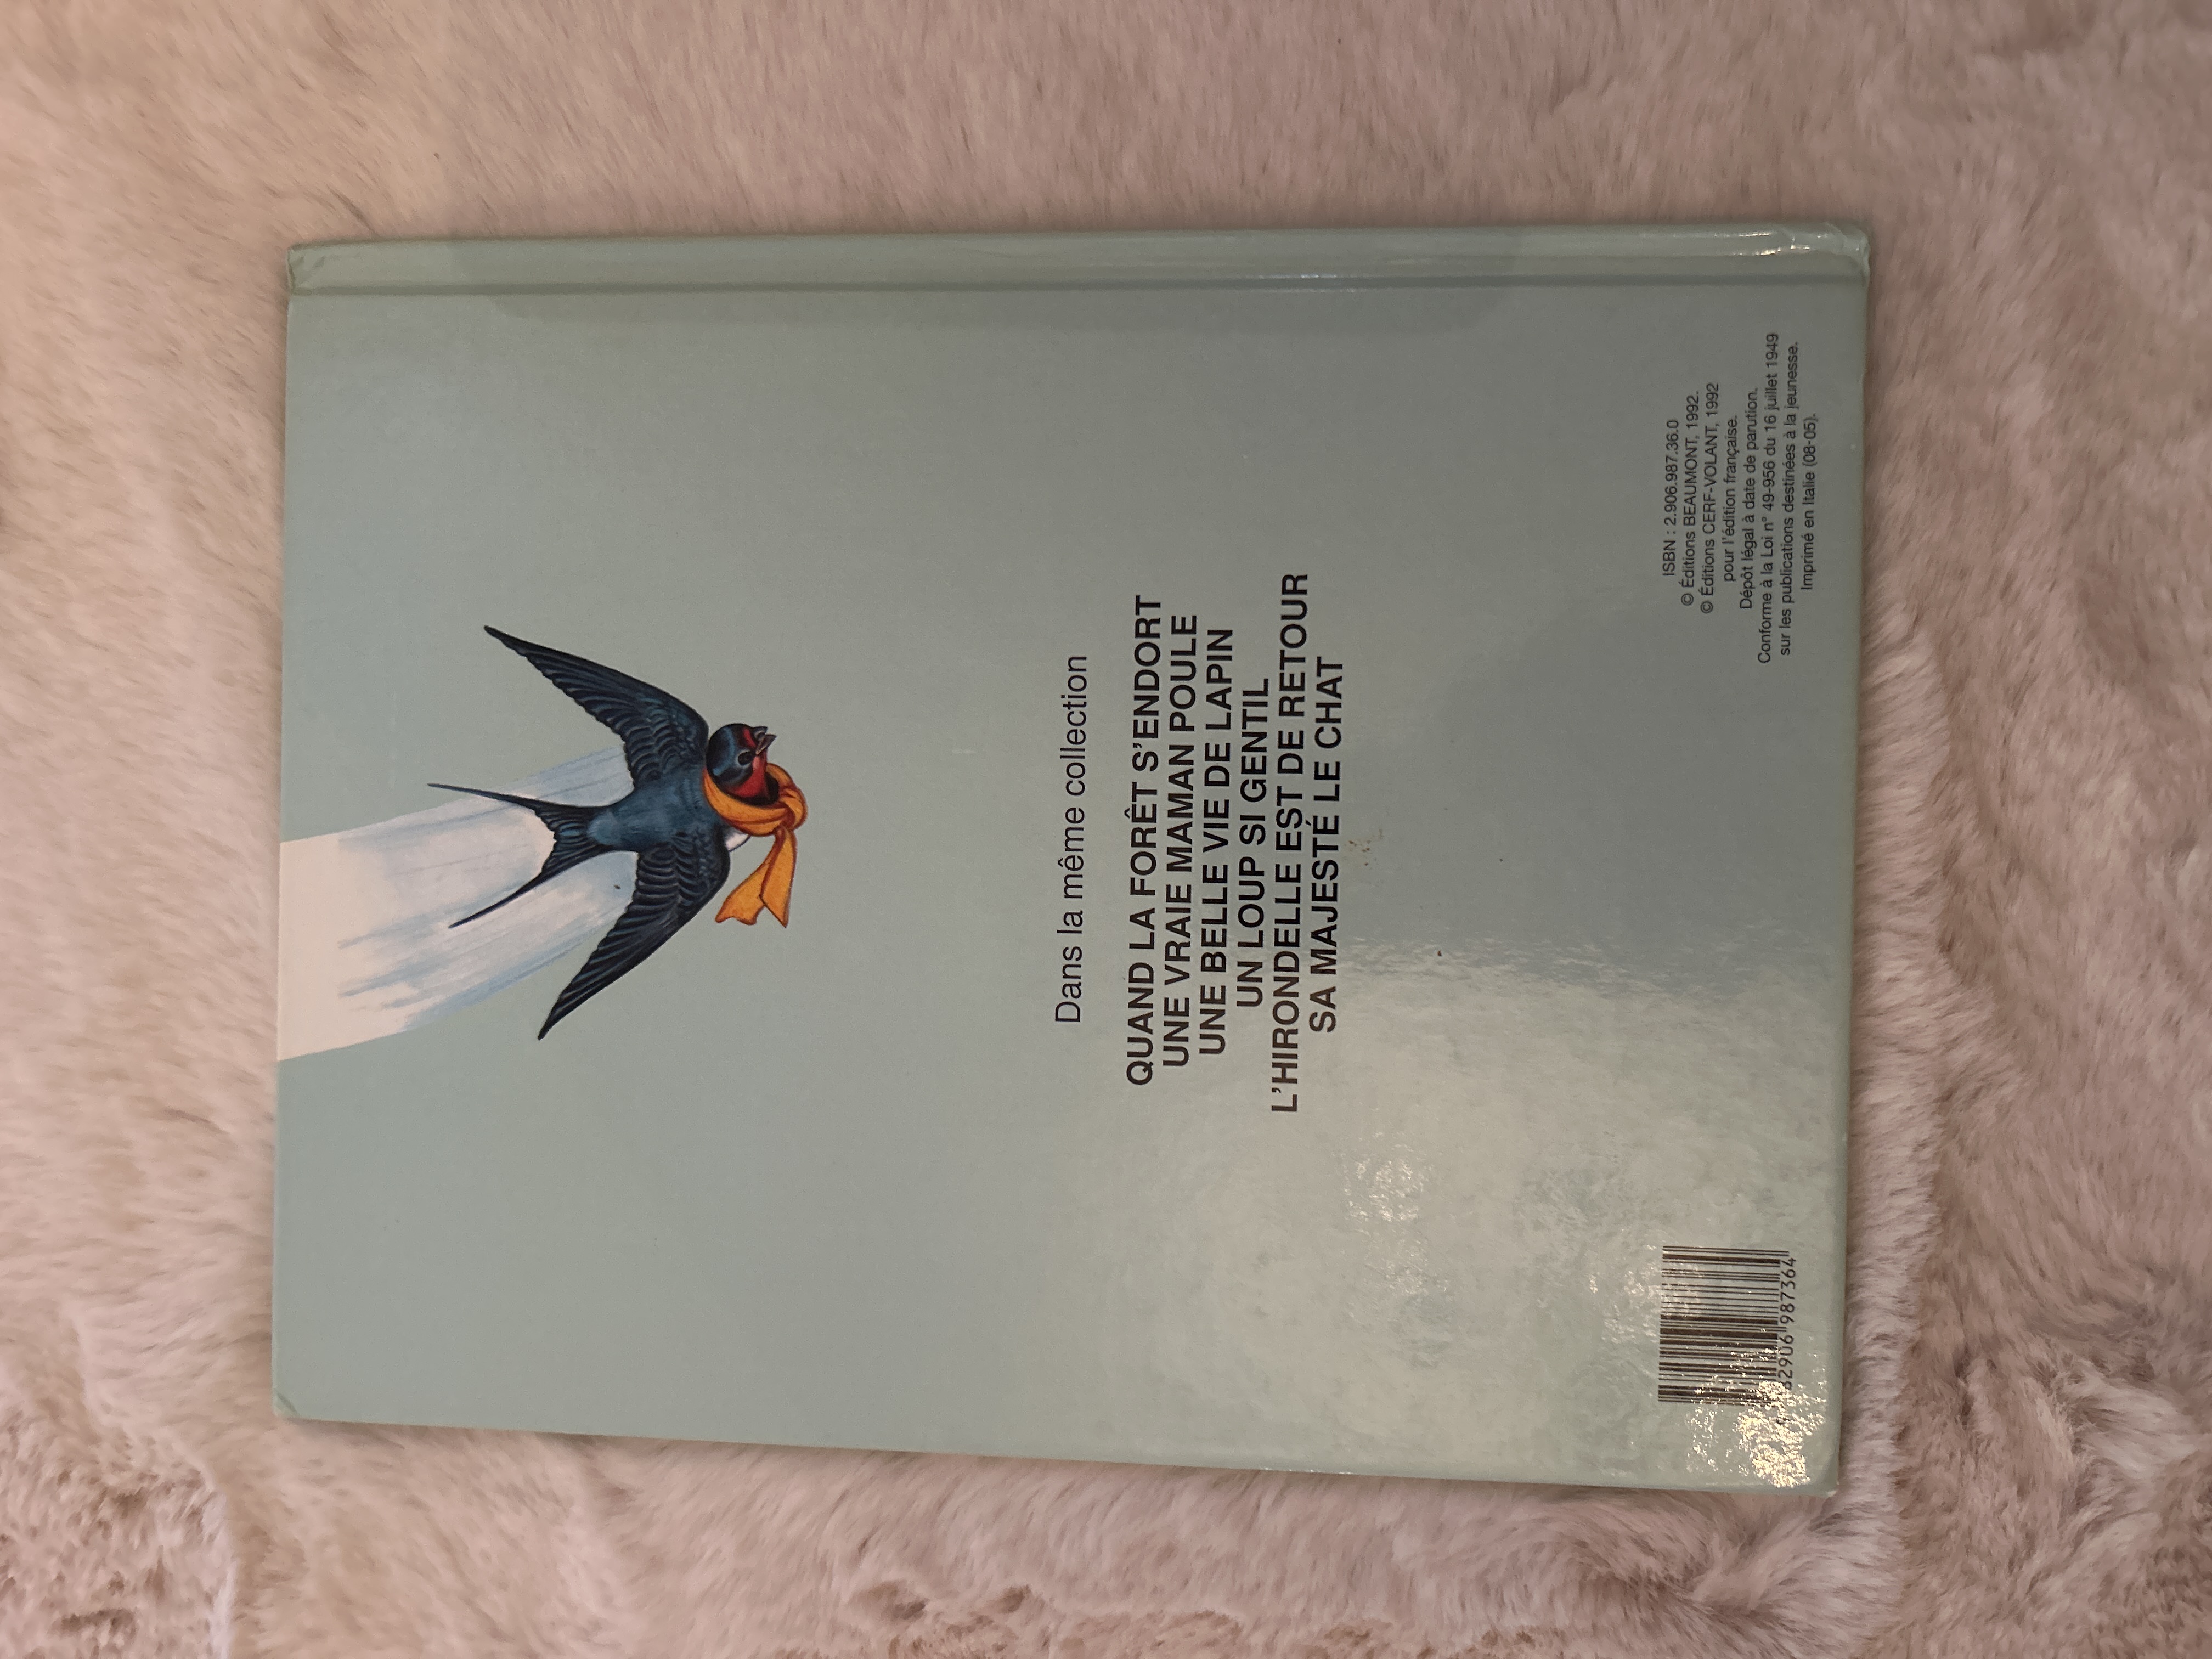 Dans la même collection
QUAND LA FORÊT S'ENDORT
UNE VRAIE MAMAN POULE
UNE BELLE VIE DE LAPIN
UN LOUP SI GENTIL
L'HIRONDELLE EST DE RETOUR
SA MAJESTÉ LE CHAT
ISBN : 2.906.987.36.0
© Éditions BEAUMONT, 1992.
© Éditions CERF-VOLANT, 1992
pour l'édition française.
Dépôt légal à date de parution.
Conforme à la Loi n° 49-956 du 16 juillet 1949
sur les publications destinées à la jeunesse.
Imprimé en Italie (08-05).
987364